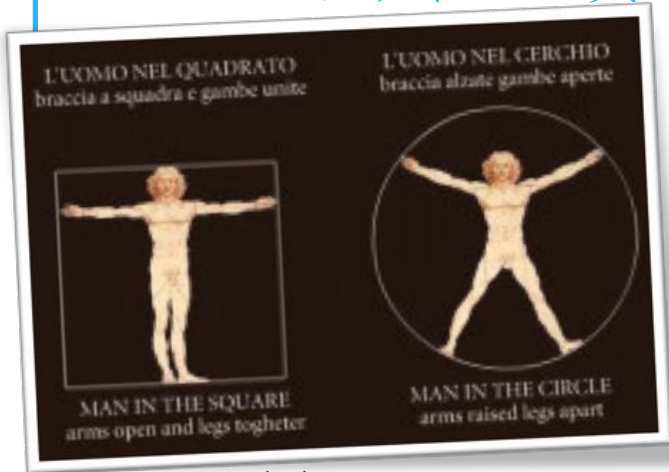 L'UOMO NEL QUADRATO
braccia a squadra e gambe unite
L'UOMO NEL CERCHIO
braccia alzate gambe aperte
MAN IN THE SQUARE
arms open and legs togheter
MAN IN THE CIRCLE
arms raised legs apart